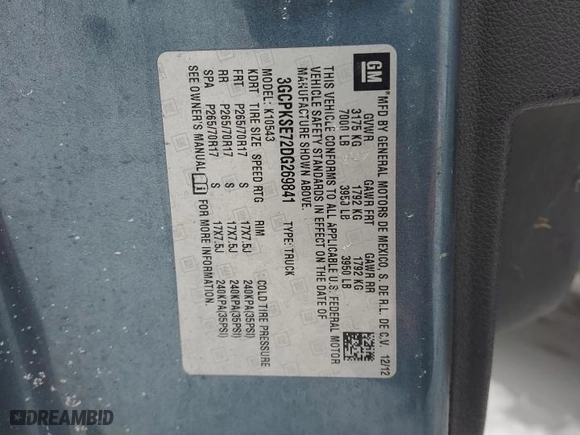 GM
MFD BY GENERAL MOTORS DE MEXICO, S. DE R.L. DE C.V. 12/12
GVWR GAWR FRT GAWR RR
3175 KG 1792 KG 1792 KG
7000 LB 3950 LB 3950 LB
THIS VEHICLE CONFORMS TO ALL APPLICABLE U.S. FEDERAL MOTOR
VEHICLE SAFETY STANDARDS IN EFFECT ON THE DATE OF
MANUFACTURE SHOWN ABOVE.
3GCPKSE72DG269841 TYPE: TRUCK
MODEL: K10543
KDRT TIRE SIZE SPEED RTG RIM COLD TIRE PRESSURE
FRT P265/70R17 S 17X7.5J 240KPA(35PSI)
RR P265/70R17 S 17X7.5J 240KPA(35PSI)
SPA P265/70R17 S 17X7.5J 240KPA(35PSI)
SEE OWNER'S MANUAL FOR MORE INFORMATION.
DREAMBID